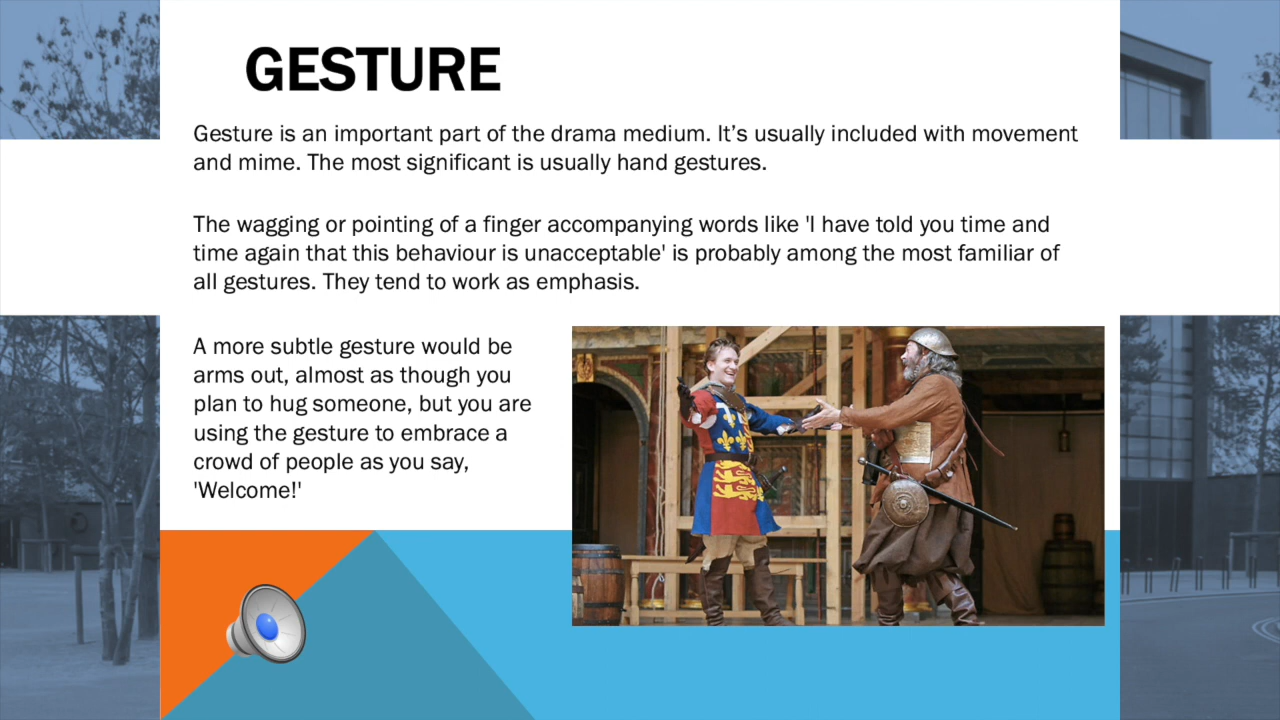 GESTURE
Gesture is an important part of the drama medium. It’s usually included with movement
and mime. The most significant is usually hand gestures.
The wagging or pointing of a finger accompanying words like 'I have told you time and
time again that this behaviour is unacceptable' is probably among the most familiar of
all gestures. They tend to work as emphasis.
A more subtle gesture would be
arms out, almost as though you
plan to hug someone, but you are
using the gesture to embrace a
crowd of people as you say,
'Welcome!'